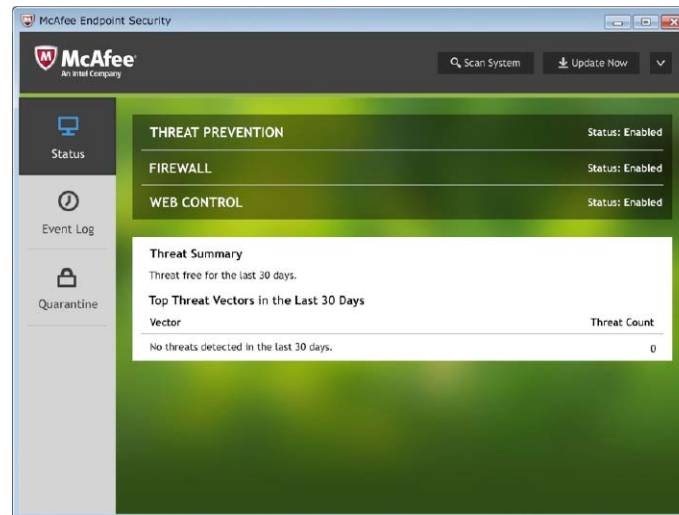 McAfee Endpoint Security
McAfee
An Intel Company
Scan System
Update Now
Status
Event Log
Quarantine
THREAT PREVENTION Status: Enabled
FIREWALL Status: Enabled
WEB CONTROL Status: Enabled
Threat Summary
Threat free for the last 30 days.
Top Threat Vectors in the Last 30 Days
Vector Threat Count
No threats detected in the last 30 days. 0